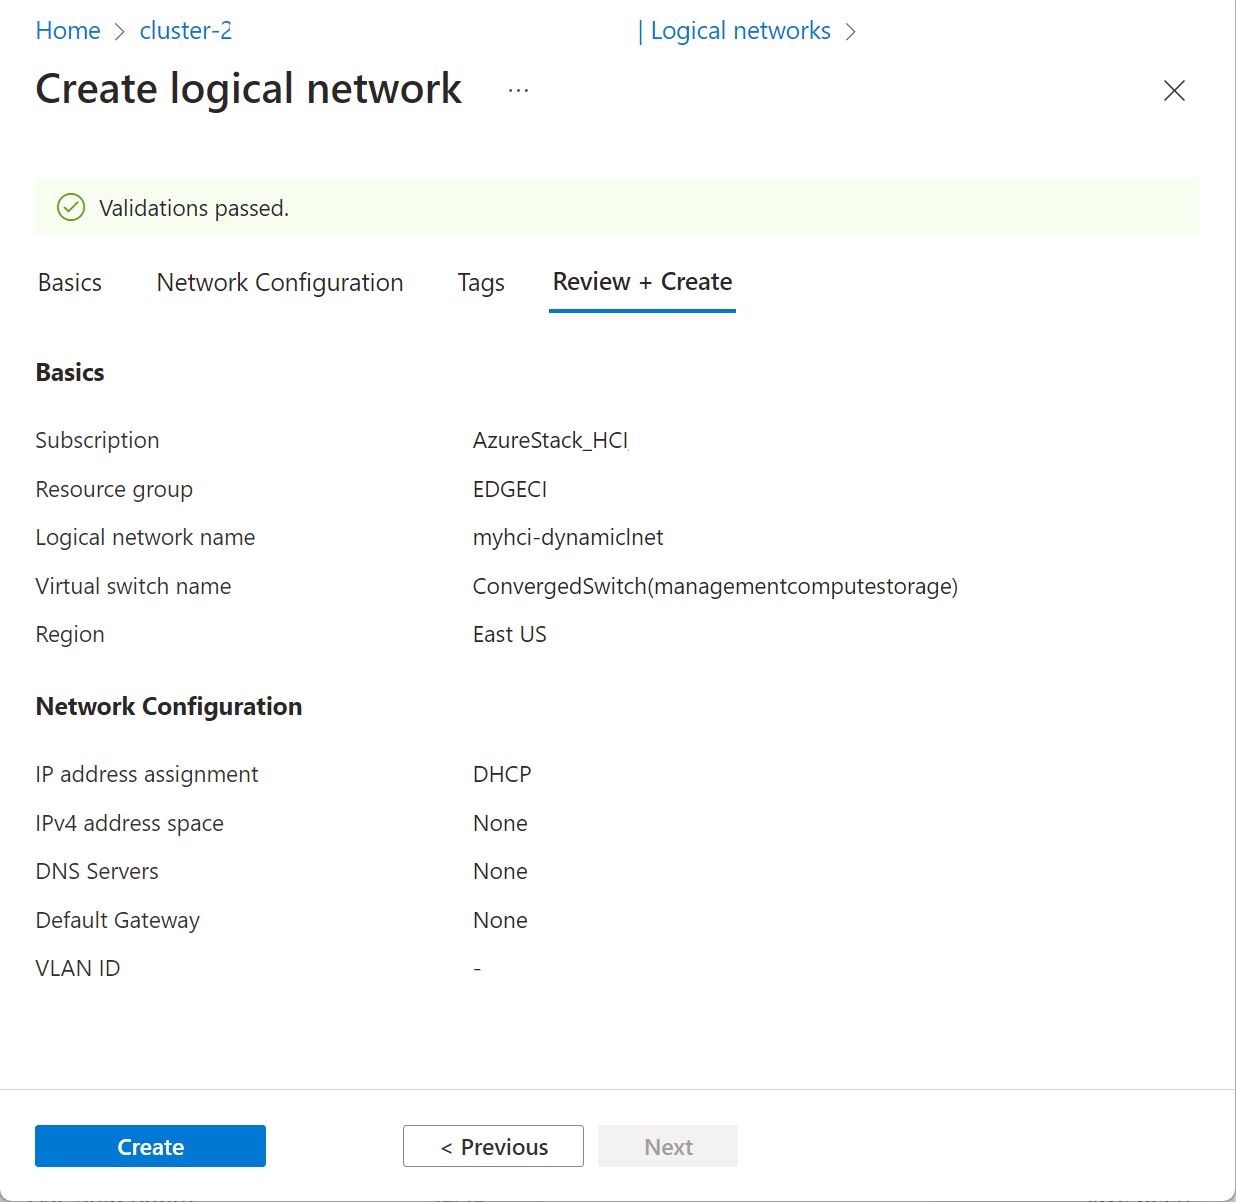 Home > cluster-2 | Logical networks >
Create logical network ...
Validations passed.
Basics Network Configuration Tags Review + Create
Basics
Subscription AzureStack_HCI
Resource group EDGECI
Logical network name myhci-dynamiclnet
Virtual switch name ConvergedSwitch(managementcomputestorage)
Region East US
Network Configuration
IP address assignment DHCP
IPv4 address space None
DNS Servers None
Default Gateway None
VLAN ID -
Create < Previous Next